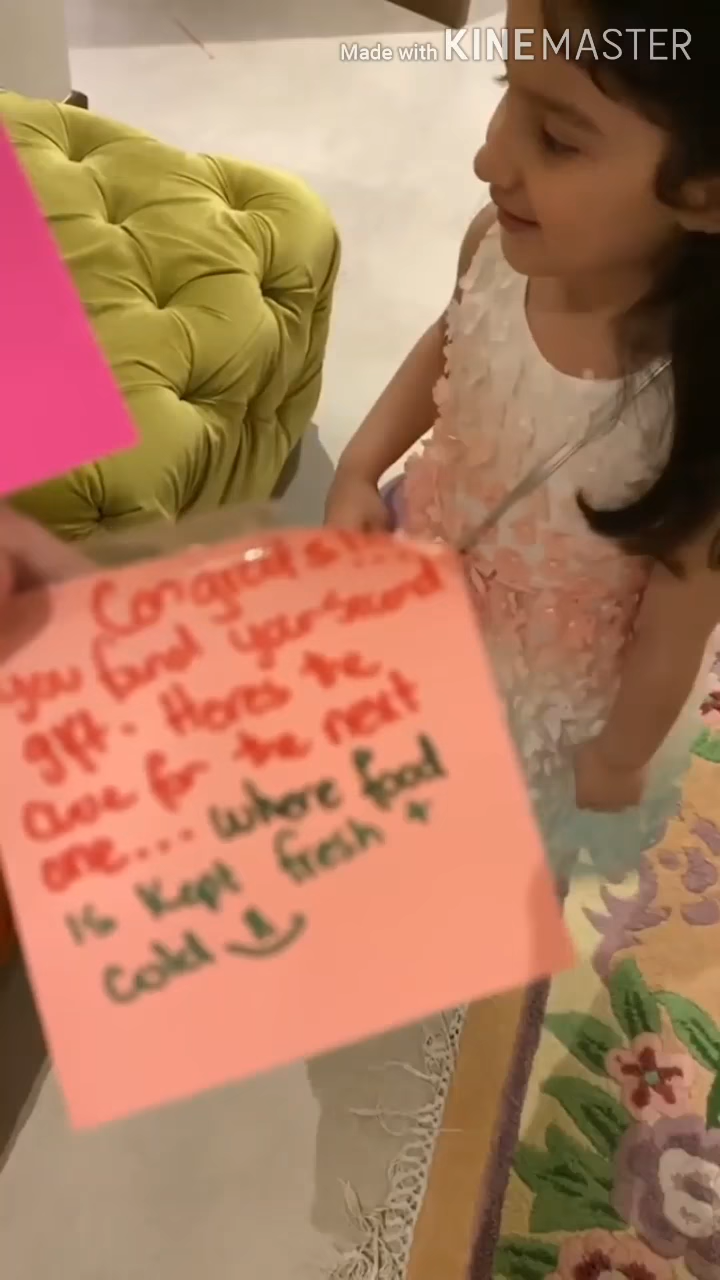 Made with KINEMASTER
Congrats!!!
you found your second
gift. Heres the
clue for the next
one... where food
is kept fresh +
cold